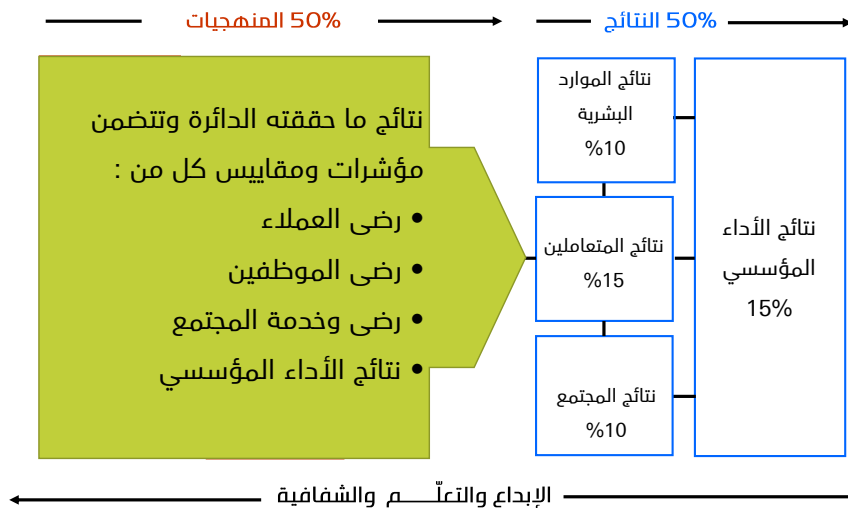 50% النتائج
50% المنهجيات
نتائج الأداء
المؤسسي
15%
نتائج الموارد
البشرية
%10
نتائج المتعاملين
%15
نتائج المجتمع
%10
نتائج ما حققته الدائرة وتتضمن
مؤشرات ومقاييس كل من :
• رضى العملاء
• رضى الموظفين
• رضى وخدمة المجتمع
• نتائج الأداء المؤسسي
الإبداع والتعلّـــــم والشفافية